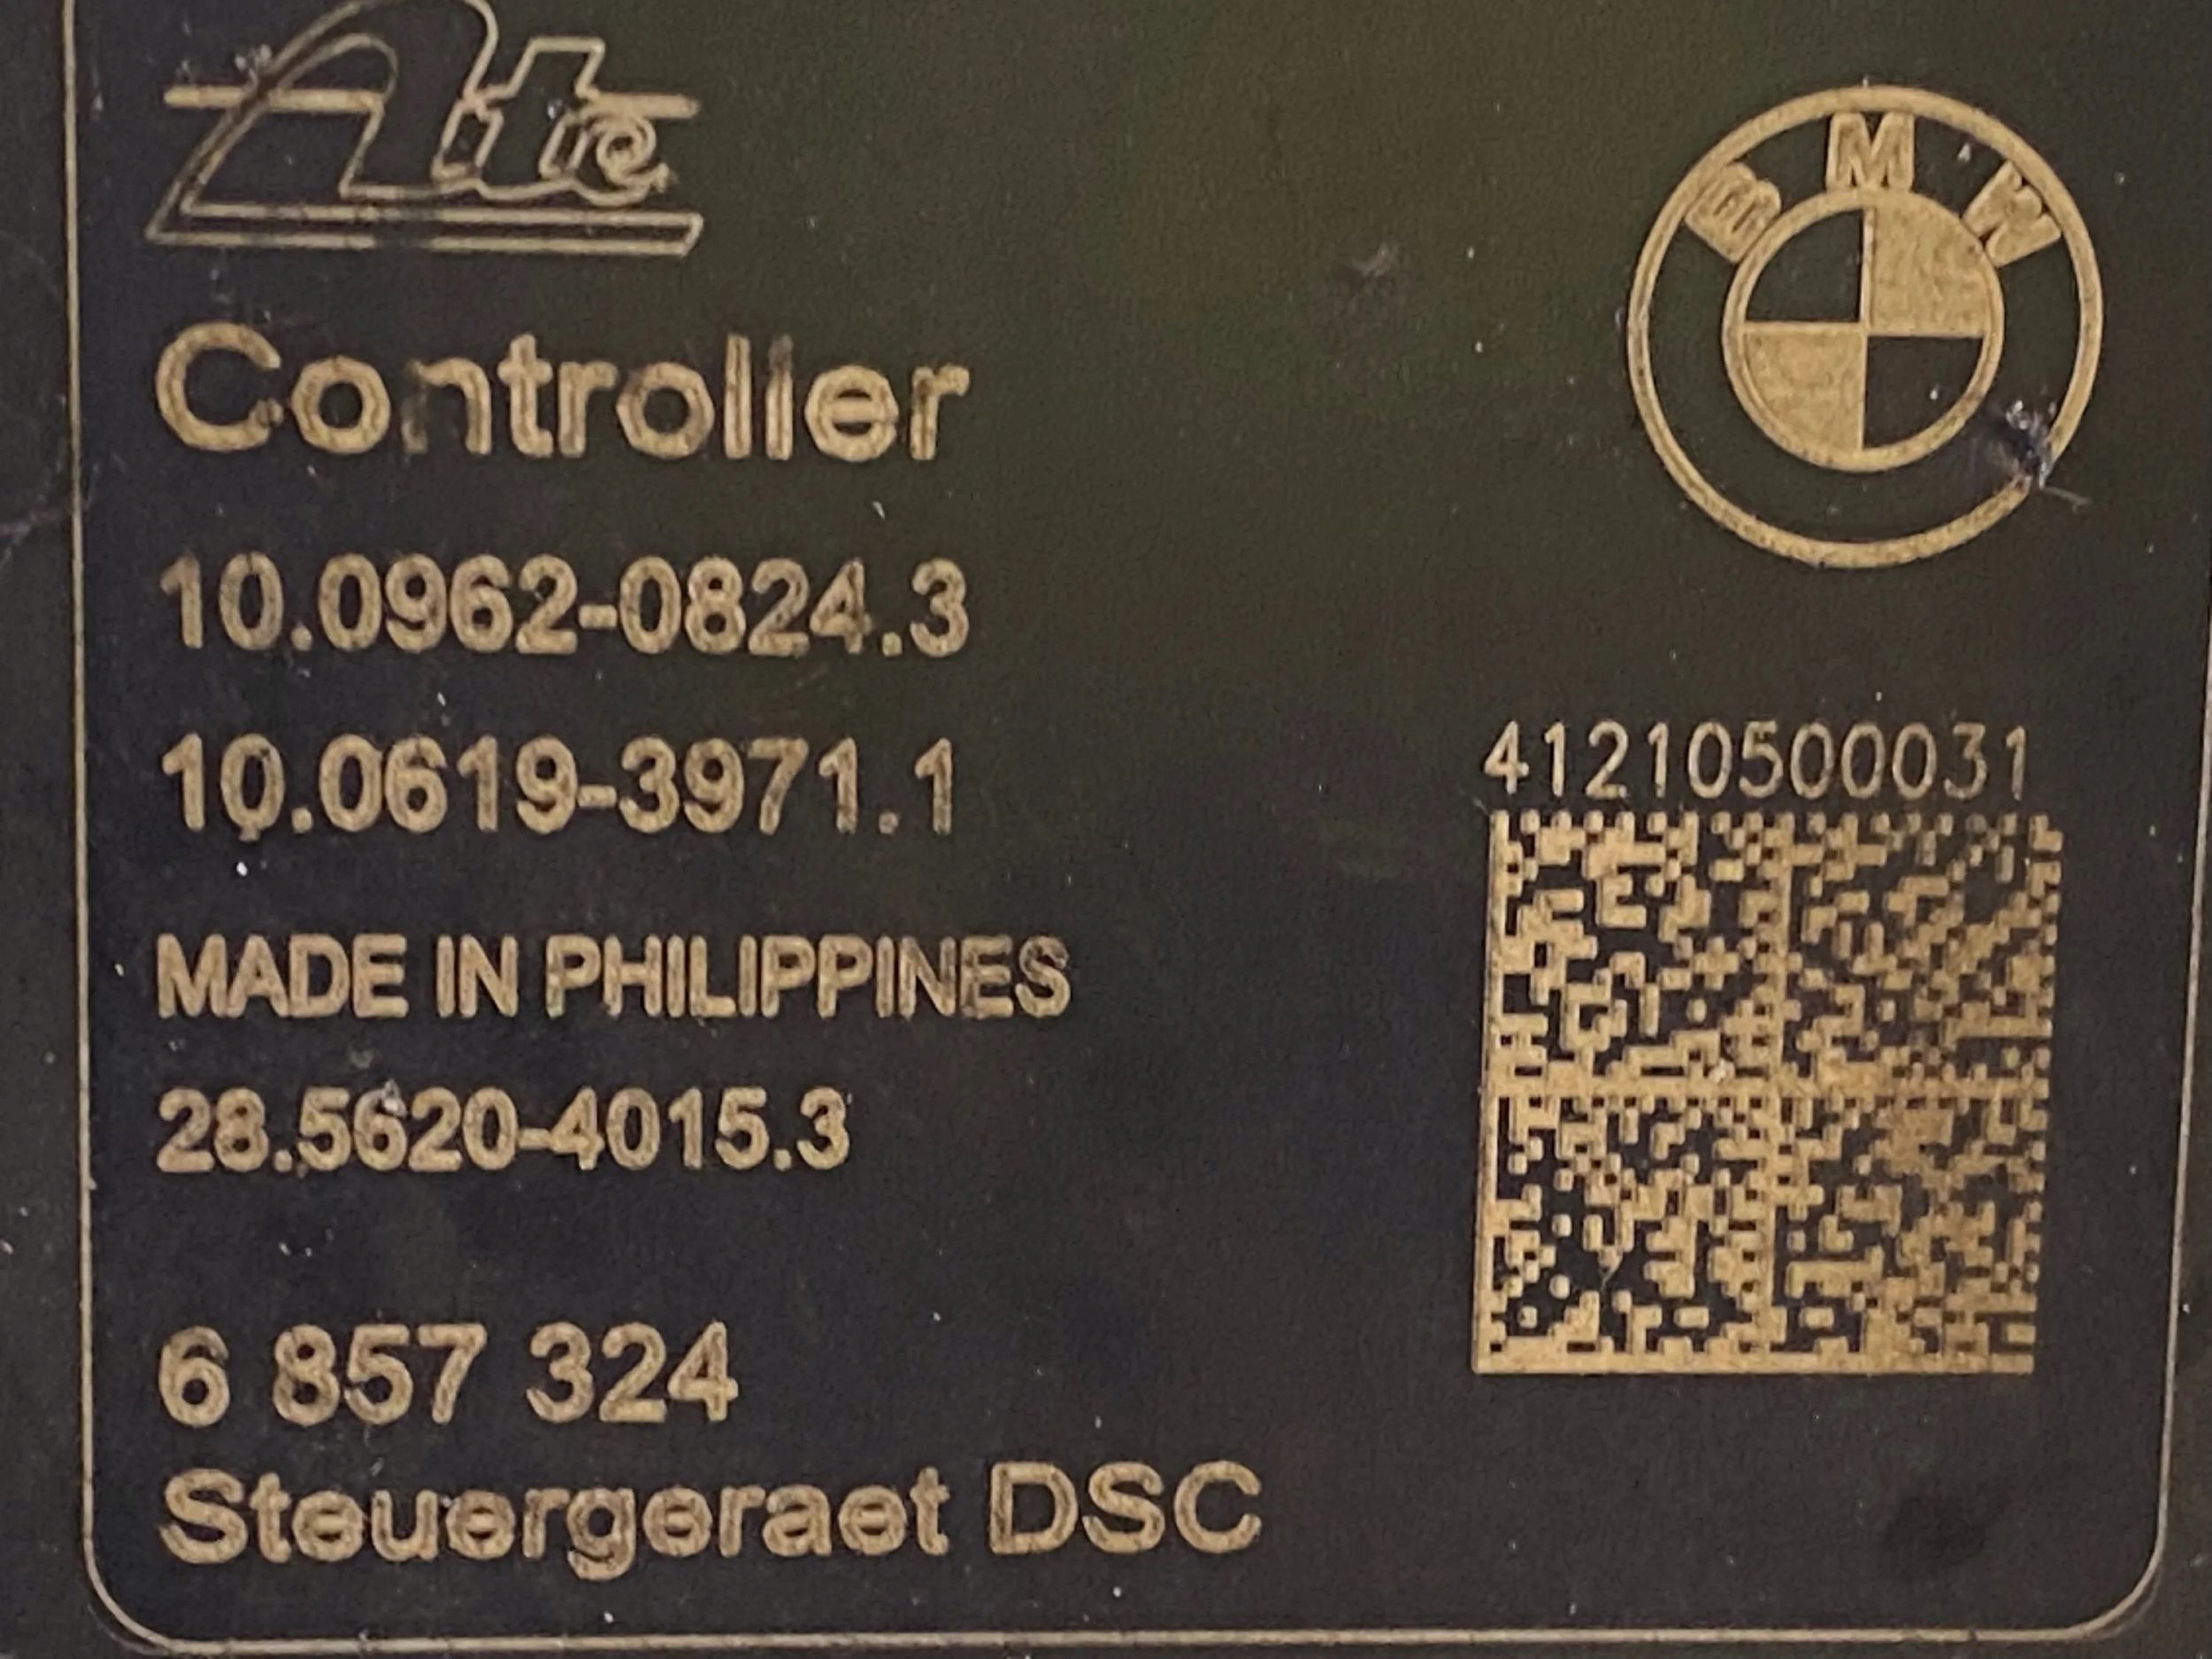 Ate
BMW
Controller
10.0962-0824.3
10.0619-3971.1
41210500031
MADE IN PHILIPPINES
28.5620-4015.3
6 857 324
Steuergeraet DSC